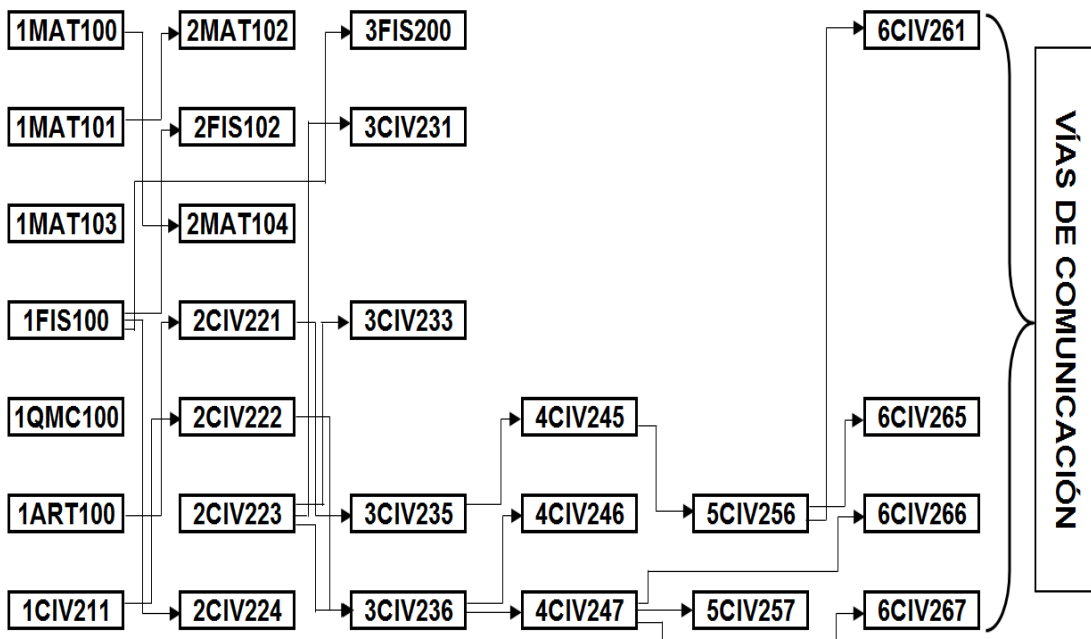 1MAT100 2MAT102 3FIS200 6CIV261
1MAT101 2FIS102 3CIV231
1MAT103 2MAT104
1FIS100 2CIV221 3CIV233
1QMC100 2CIV222 4CIV245 6CIV265
1ART100 2CIV223 3CIV235 4CIV246 5CIV256 6CIV266
1CIV211 2CIV224 3CIV236 4CIV247 5CIV257 6CIV267
VÍAS DE COMUNICACIÓN